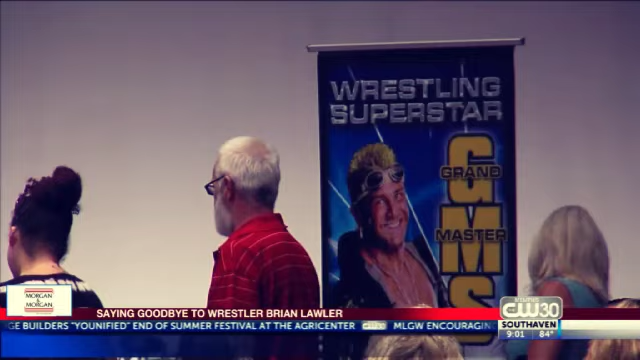 WRESTLING
SUPERSTAR
GRAND
MASTER
GMS
MORGAN
& MORGAN
SAYING GOODBYE TO WRESTLER BRIAN LAWLER
CW30
SOUTHAVEN
GE BUILDERS "YOUNIFIED" END OF SUMMER FESTIVAL AT THE AGRICENTER CW30 MLGW ENCOURAGIN
9:01 84°